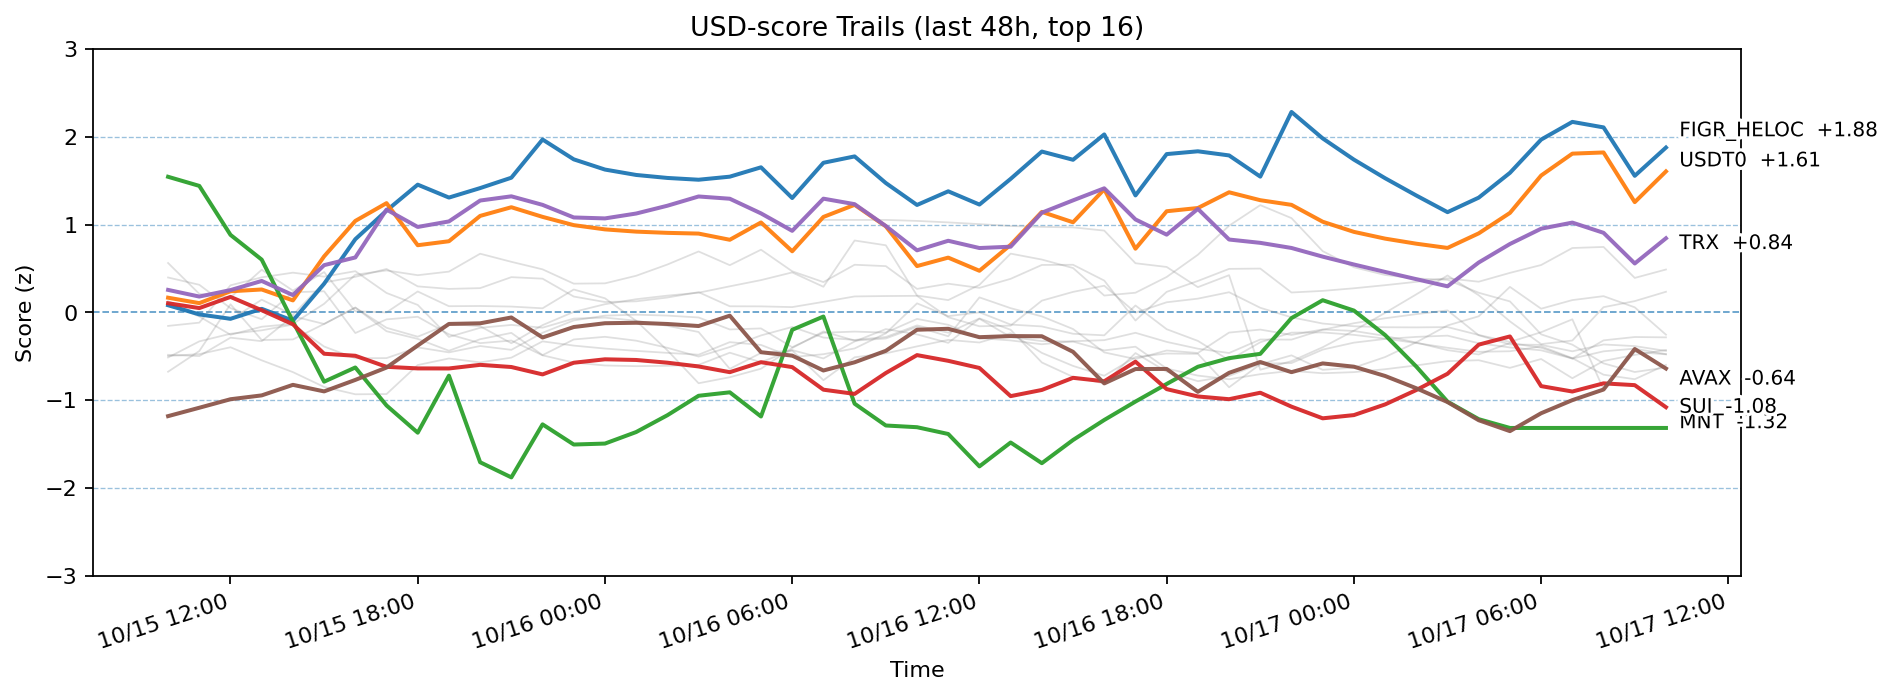 USD-score Trails (last 48h, top 16)
3
2
1
0
−1
−2
−3
Score (z)
FIGR_HELOC +1.88
USDT0 +1.61
TRX +0.84
AVAX -0.64
SUI -1.08
MNT -1.32
10/15 12:00
10/15 18:00
10/16 00:00
10/16 06:00
10/16 12:00
10/16 18:00
10/17 00:00
10/17 06:00
10/17 12:00
Time